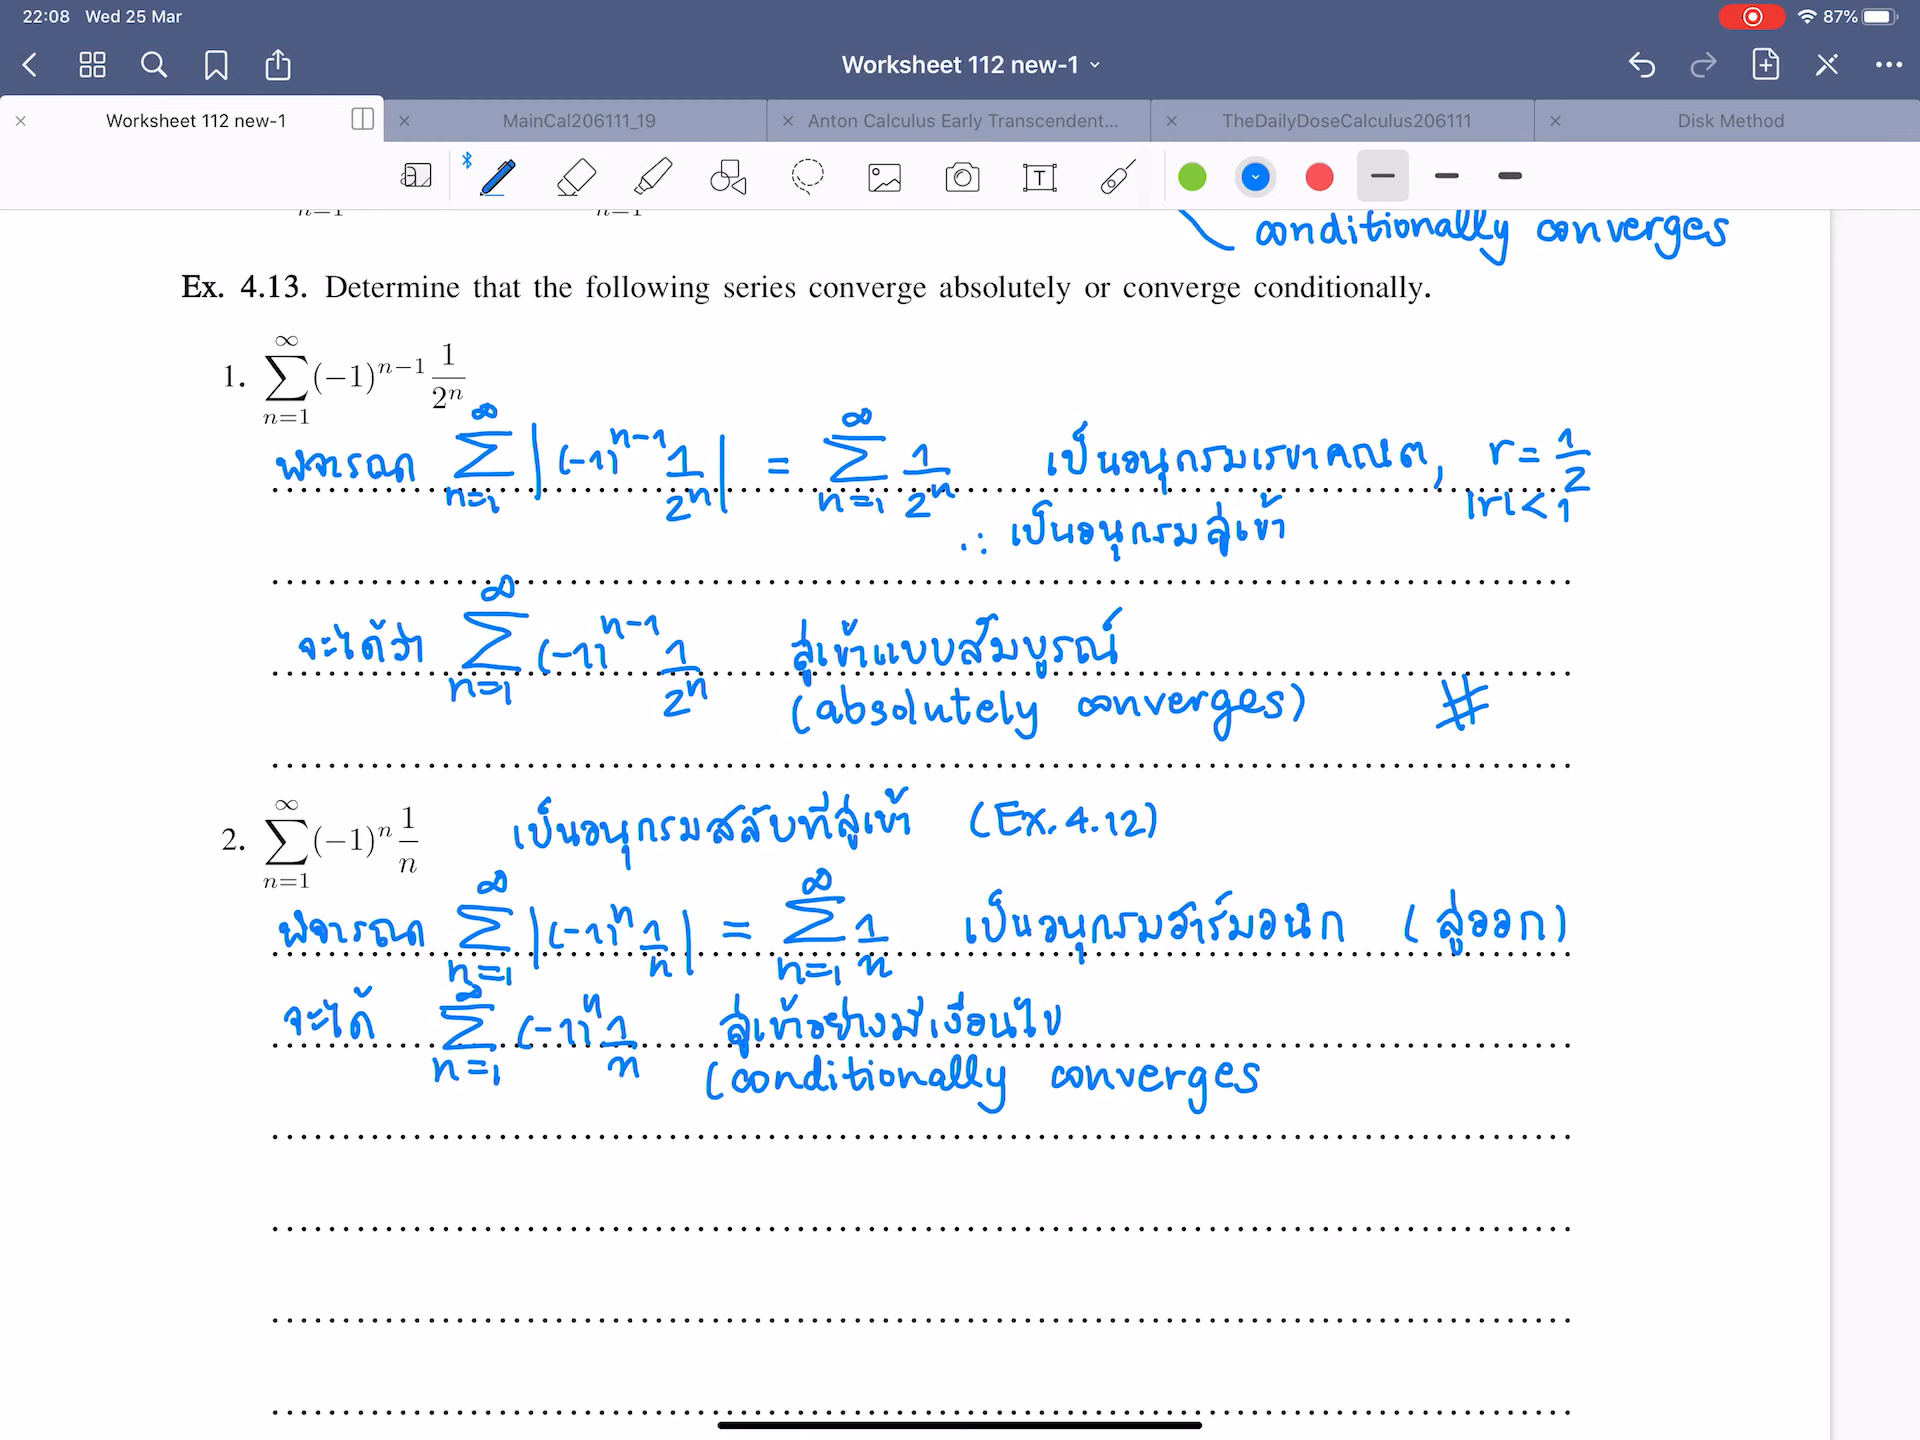 22:08 Wed 25 Mar 87%
Worksheet 112 new-1
Worksheet 112 new-1 MainCal206111_19 Anton Calculus Early Transcendent... TheDailyDoseCalculus206111 Disk Method
n=1 n=1
conditionally converges
Ex. 4.13. Determine that the following series converge absolutely or converge conditionally.
1. ∑_{n=1}^{∞} (−1)^{n−1} 1/2^n
พิจารณา ∑_{n=1}^{∞} |(-1)^{n-1} 1/2^n| = ∑_{n=1}^{∞} 1/2^n เป็นอนุกรมเรขาคณิต, r = 1/2
|r| < 1
∴ เป็นอนุกรมลู่เข้า
จะได้ว่า ∑_{n=1}^{∞} (-1)^{n-1} 1/2^n ลู่เข้าแบบสัมบูรณ์
(absolutely converges) #
2. ∑_{n=1}^{∞} (−1)^n 1/n เป็นอนุกรมสลับที่ลู่เข้า (Ex. 4.12)
พิจารณา ∑_{n=1}^{∞} |(-1)^n 1/n| = ∑_{n=1}^{∞} 1/n เป็นอนุกรมฮาร์มอนิก (ลู่ออก)
จะได้ ∑_{n=1}^{∞} (-1)^n 1/n ลู่เข้าอย่างมีเงื่อนไข
(conditionally converges